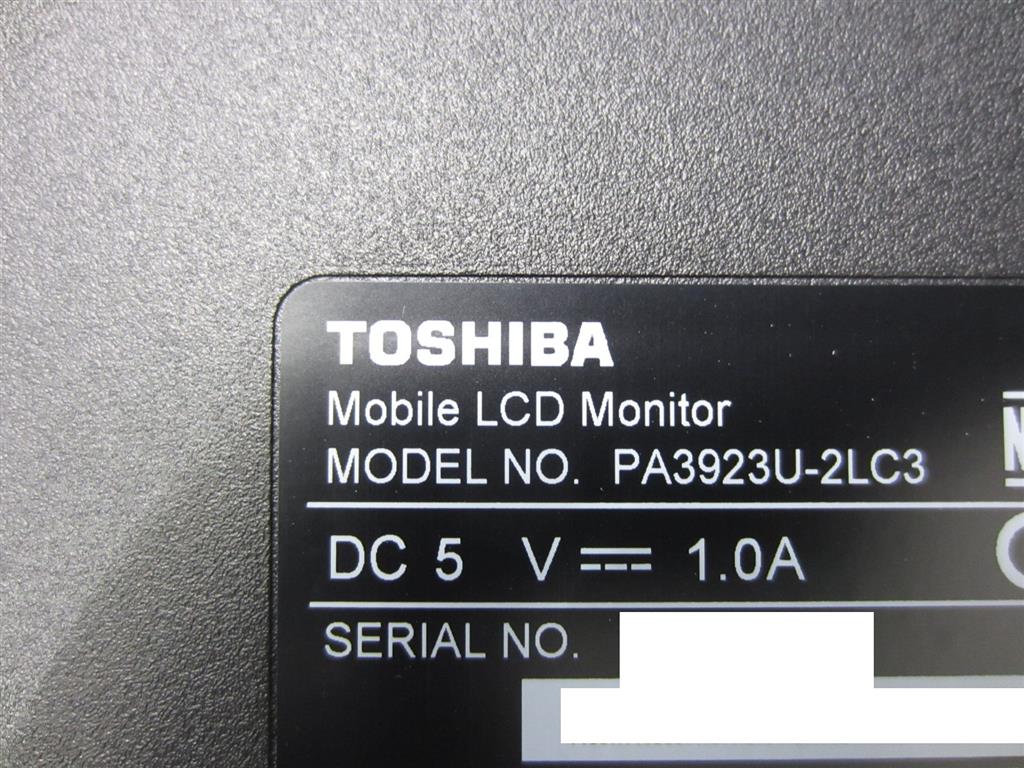 TOSHIBA
Mobile LCD Monitor
MODEL NO. PA3923U-2LC3
DC 5 V 1.0A
SERIAL NO.